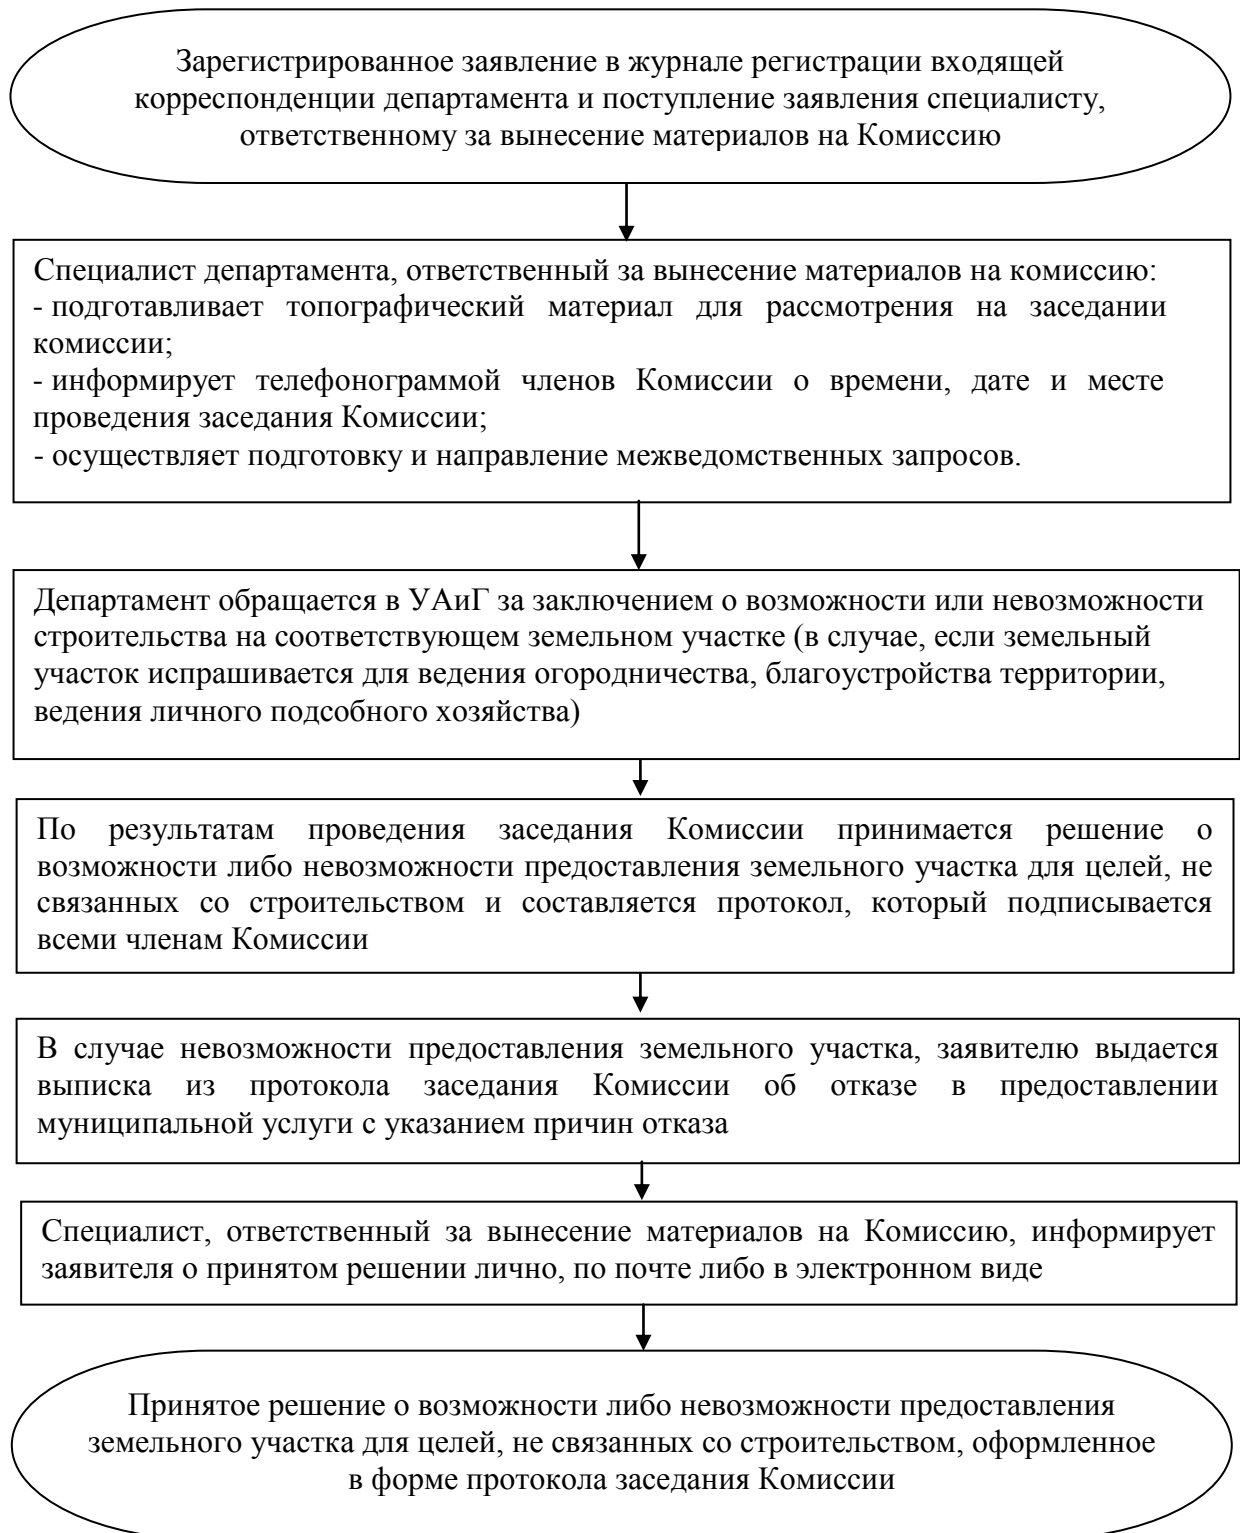 Зарегистрированное заявление в журнале регистрации входящей
корреспонденции департамента и поступление заявления специалисту,
ответственному за вынесение материалов на Комиссию
Специалист департамента, ответственный за вынесение материалов на комиссию:
- подготавливает топографический материал для рассмотрения на заседании
комиссии;
- информирует телефонограммой членов Комиссии о времени, дате и месте
проведения заседания Комиссии;
- осуществляет подготовку и направление межведомственных запросов.
Департамент обращается в УАиГ за заключением о возможности или невозможности
строительства на соответствующем земельном участке (в случае, если земельный
участок испрашивается для ведения огородничества, благоустройства территории,
ведения личного подсобного хозяйства)
По результатам проведения заседания Комиссии принимается решение о
возможности либо невозможности предоставления земельного участка для целей, не
связанных со строительством и составляется протокол, который подписывается
всеми членам Комиссии
В случае невозможности предоставления земельного участка, заявителю выдается
выписка из протокола заседания Комиссии об отказе в предоставлении
муниципальной услуги с указанием причин отказа
Специалист, ответственный за вынесение материалов на Комиссию, информирует
заявителя о принятом решении лично, по почте либо в электронном виде
Принятое решение о возможности либо невозможности предоставления
земельного участка для целей, не связанных со строительством, оформленное
в форме протокола заседания Комиссии